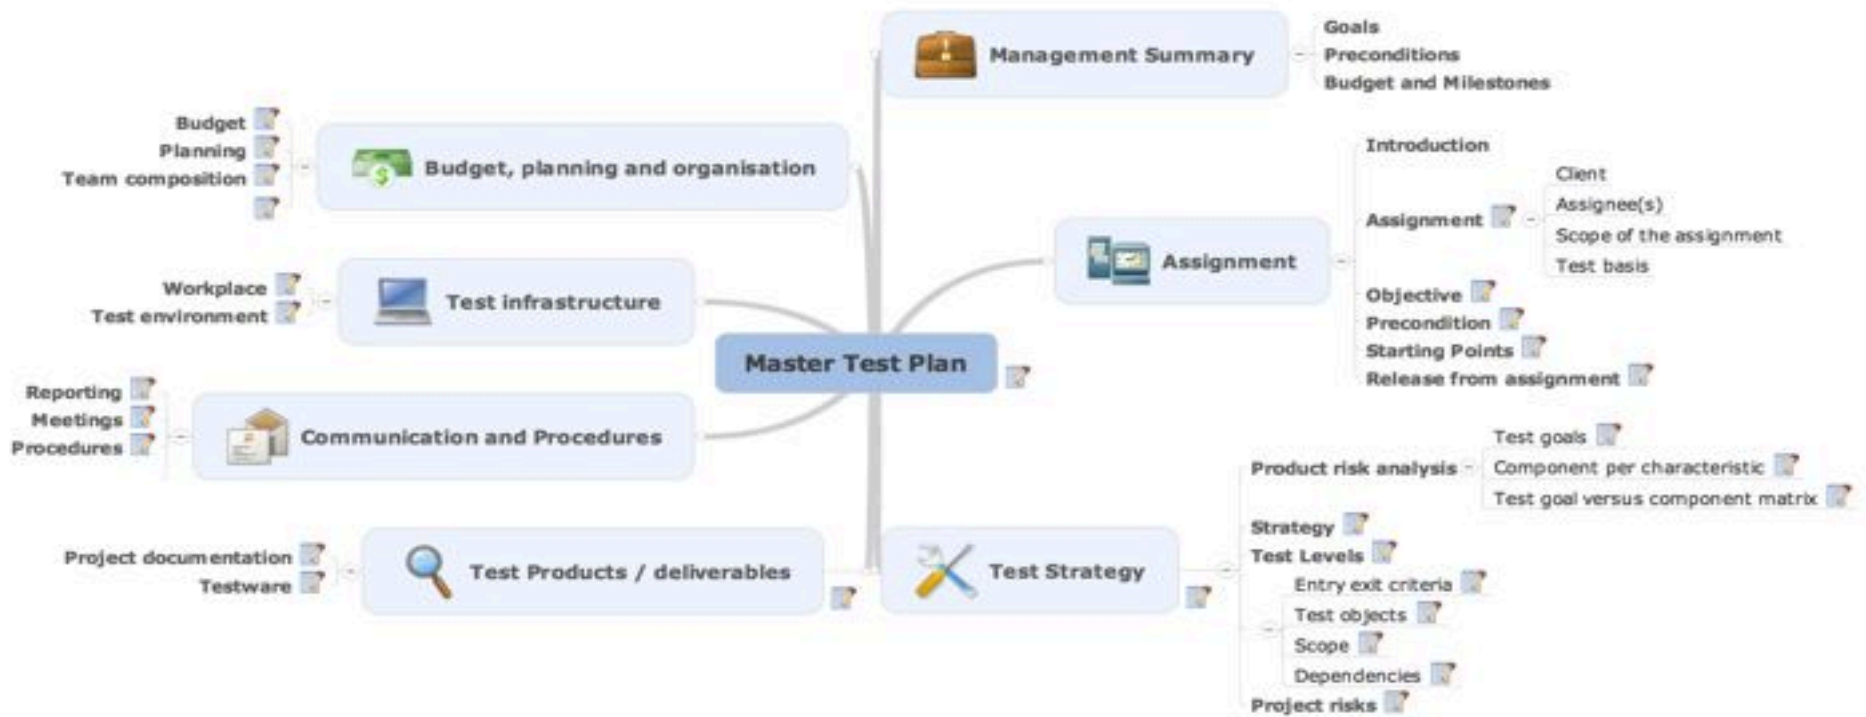 Master Test Plan
Management Summary
Goals
Preconditions
Budget and Milestones
Assignment
Introduction
Assignment
Client
Assignee(s)
Scope of the assignment
Test basis
Objective
Precondition
Starting Points
Release from assignment
Test Strategy
Product risk analysis
Test goals
Component per characteristic
Test goal versus component matrix
Strategy
Test Levels
Entry exit criteria
Test objects
Scope
Dependencies
Project risks
Budget, planning and organisation
Budget
Planning
Team composition
Test infrastructure
Workplace
Test environment
Communication and Procedures
Reporting
Meetings
Procedures
Test Products / deliverables
Project documentation
Testware